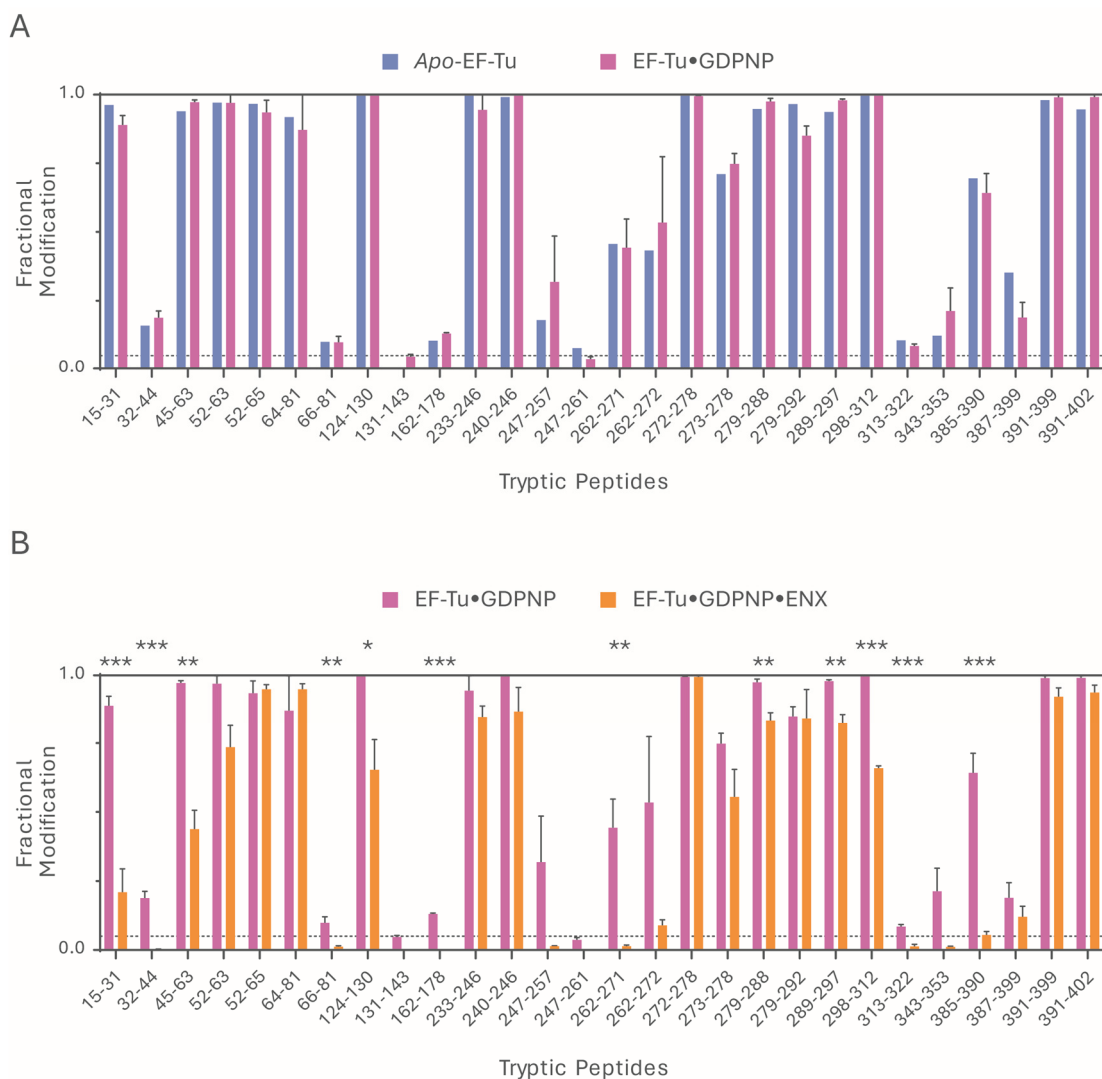 A
Apo-EF-Tu EF-Tu•GDPNP
1.0
0.0
Fractional
Modification
15-31 32-44 45-63 52-63 52-65 64-81 66-81 124-130 131-143 162-178 233-246 240-246 247-257 247-261 262-271 262-272 272-278 273-278 279-288 279-292 289-297 298-312 313-322 343-353 385-390 387-399 391-399 391-402
Tryptic Peptides
B
EF-Tu•GDPNP EF-Tu•GDPNP•ENX
*** * ***
*** ** ** *** ** ** ** *** ***
1.0
0.0
Fractional
Modification
15-31 32-44 45-63 52-63 52-65 64-81 66-81 124-130 131-143 162-178 233-246 240-246 247-257 247-261 262-271 262-272 272-278 273-278 279-288 279-292 289-297 298-312 313-322 343-353 385-390 387-399 391-399 391-402
Tryptic Peptides